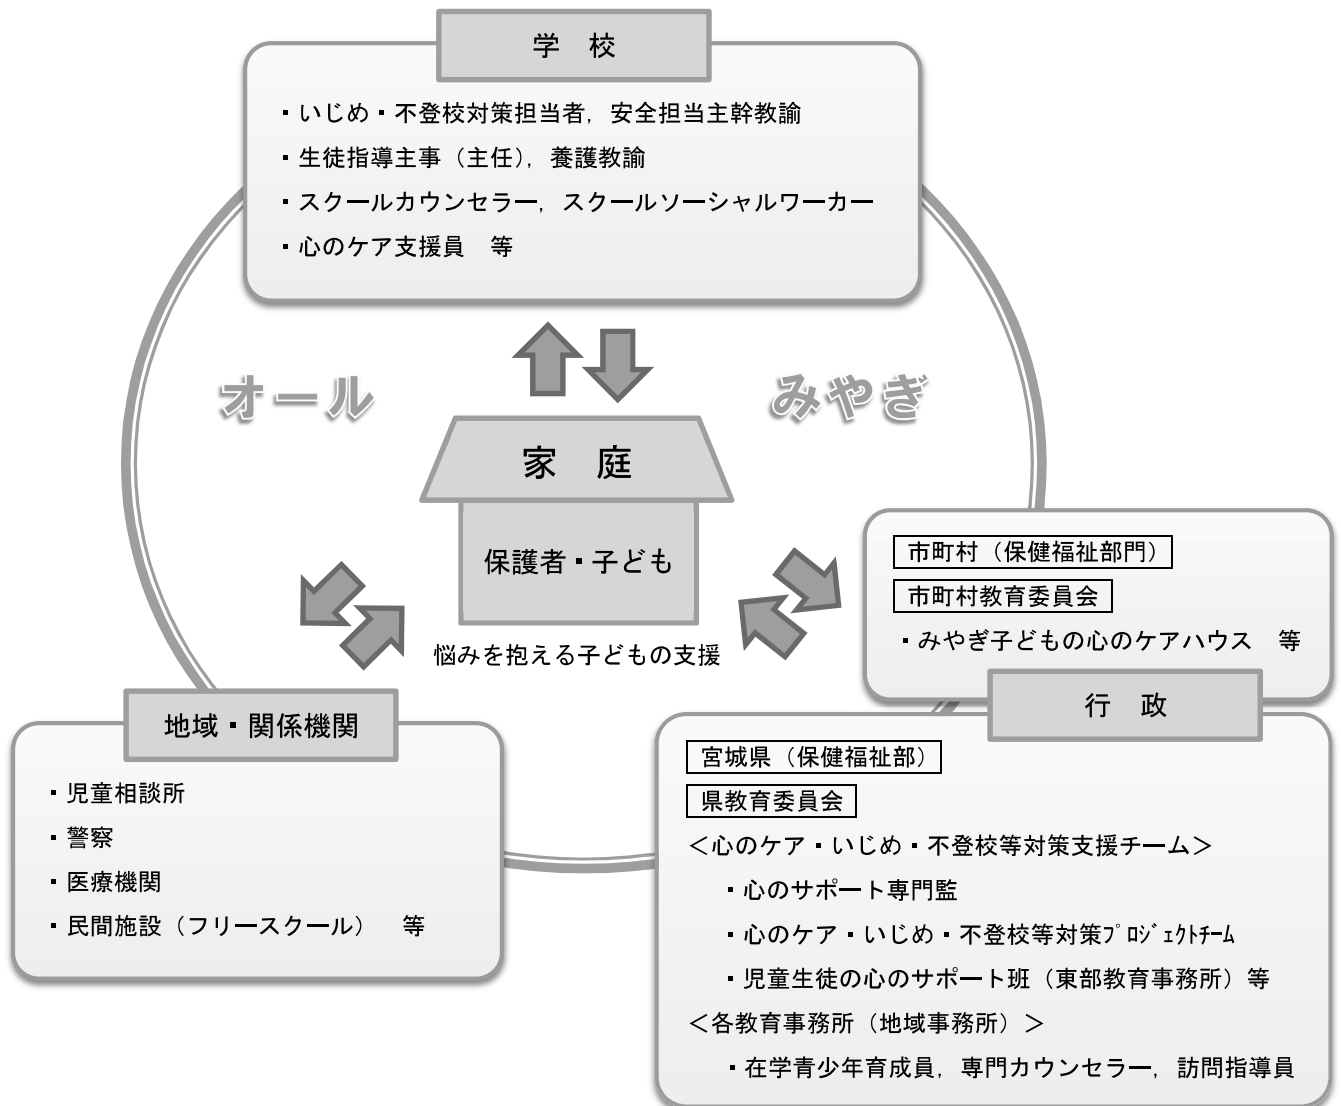 学　校
・いじめ・不登校対策担当者，安全担当主幹教諭
・生徒指導主事（主任），養護教諭
・スクールカウンセラー，スクールソーシャルワーカー
・心のケア支援員　等
オール
みやぎ
家　庭
保護者・子ども
悩みを抱える子どもの支援
市町村（保健福祉部門）
市町村教育委員会
・みやぎ子どもの心のケアハウス　等
行　政
宮城県（保健福祉部）
県教育委員会
＜心のケア・いじめ・不登校等対策支援チーム＞
・心のサポート専門監
・心のケア・いじめ・不登校等対策ﾌﾟﾛｼﾞｪｸﾄﾁｰﾑ
・児童生徒の心のサポート班（東部教育事務所）等
＜各教育事務所（地域事務所）＞
・在学青少年育成員，専門カウンセラー，訪問指導員
地域・関係機関
・児童相談所
・警察
・医療機関
・民間施設（フリースクール）　等